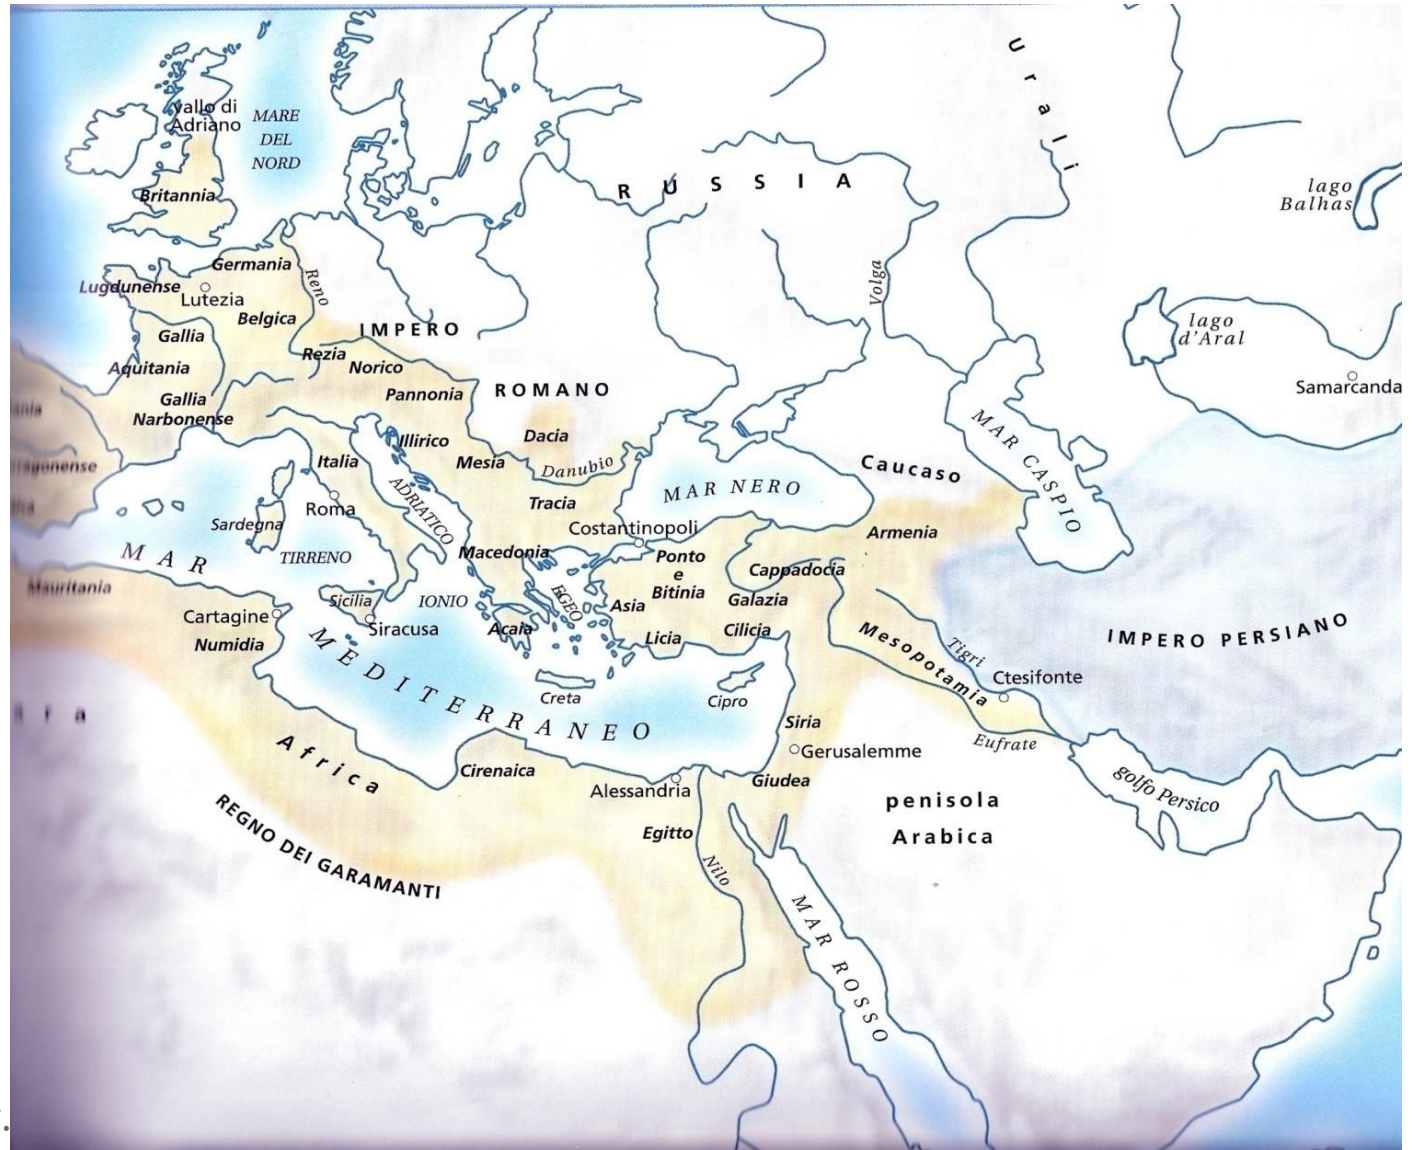 Urali
vallo di
Adriano
MARE
DEL
NORD
Britannia
RUSSIA
lago
Balhas
Germania
Reno
Volga
Lugdunense
Lutezia
Belgica
IMPERO
lago
d'Aral
Gallia
Rezia
Norico
Aquitania
Pannonia
ROMANO
Samarcanda
Gallia
Narbonense
Illirico
Dacia
MAR CASPIO
Italia
Mesia
Danubio
Caucaso
MAR NERO
Roma
ADRIATICO
Tracia
Sardegna
Costantinopoli
Armenia
MAR
TIRRENO
Macedonia
Ponto
e
Bitinia
Cappadocia
Mauritania
Sicilia
IONIO
EGEO
Asia
Galazia
Cartagine
Siracusa
Acaia
Licia
Cilicia
Mesopotamia
Tigri
IMPERO PERSIANO
Numidia
MEDITERRANEO
Creta
Cipro
Ctesifonte
Siria
Gerusalemme
Eufrate
Africa
Cirenaica
Alessandria
Giudea
golfo Persico
penisola
Arabica
REGNO DEI GARAMANTI
Egitto
Nilo
MAR ROSSO